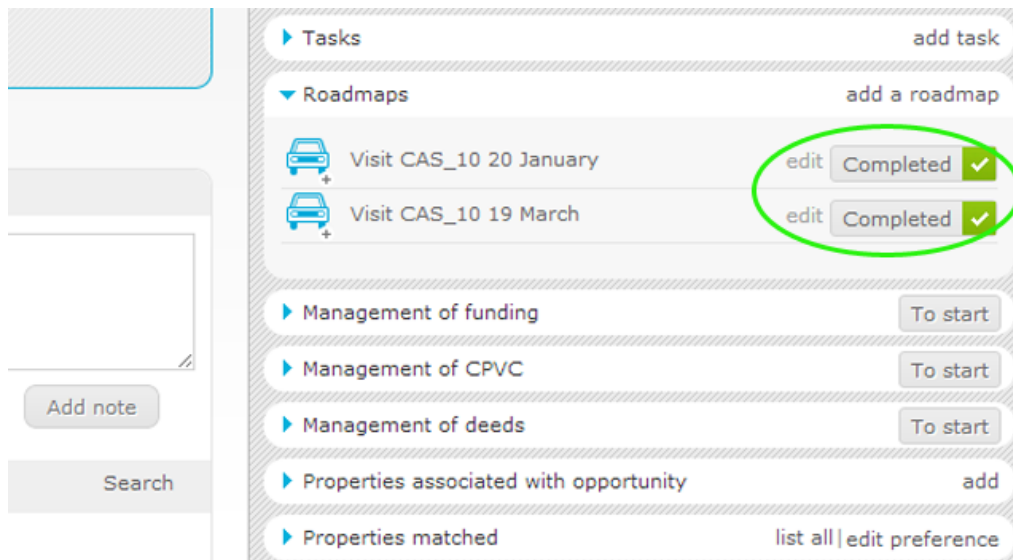 Tasks add task
Roadmaps add a roadmap
Visit CAS_10 20 January edit Completed
Visit CAS_10 19 March edit Completed
Management of funding To start
Management of CPVC To start
Add note
Management of deeds To start
Search
Properties associated with opportunity add
Properties matched list all|edit preference